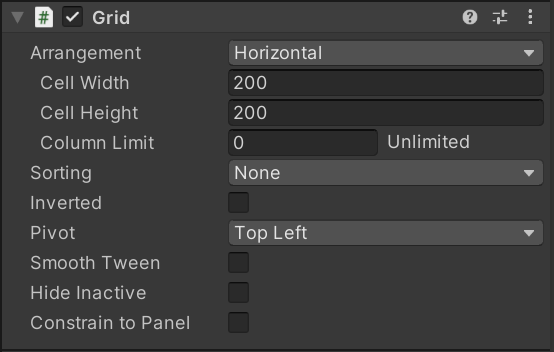 # Grid
Arrangement Horizontal
Cell Width 200
Cell Height 200
Column Limit 0 Unlimited
Sorting None
Inverted
Pivot Top Left
Smooth Tween
Hide Inactive
Constrain to Panel